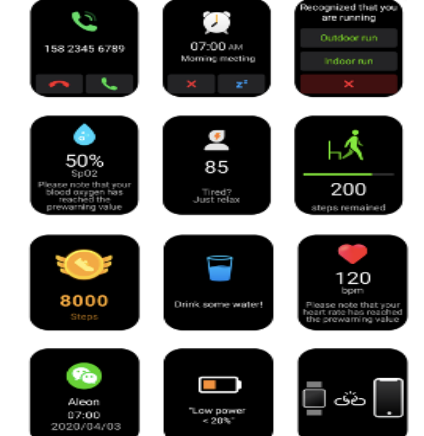 158 2345 6789
07:00 AM
Morning meeting
Recognized that you
are running
Outdoor run
Indoor run
50%
SpO2
Please note that your
blood oxygen has
reached the
prewarning value
85
Tired?
Just relax
200
steps remained
8000
Steps
Drink some water!
120
bpm
Please note that your
heart rate has reached
the prewarning value
Aleon
07:00
2020/04/03
"Low power
< 20%"